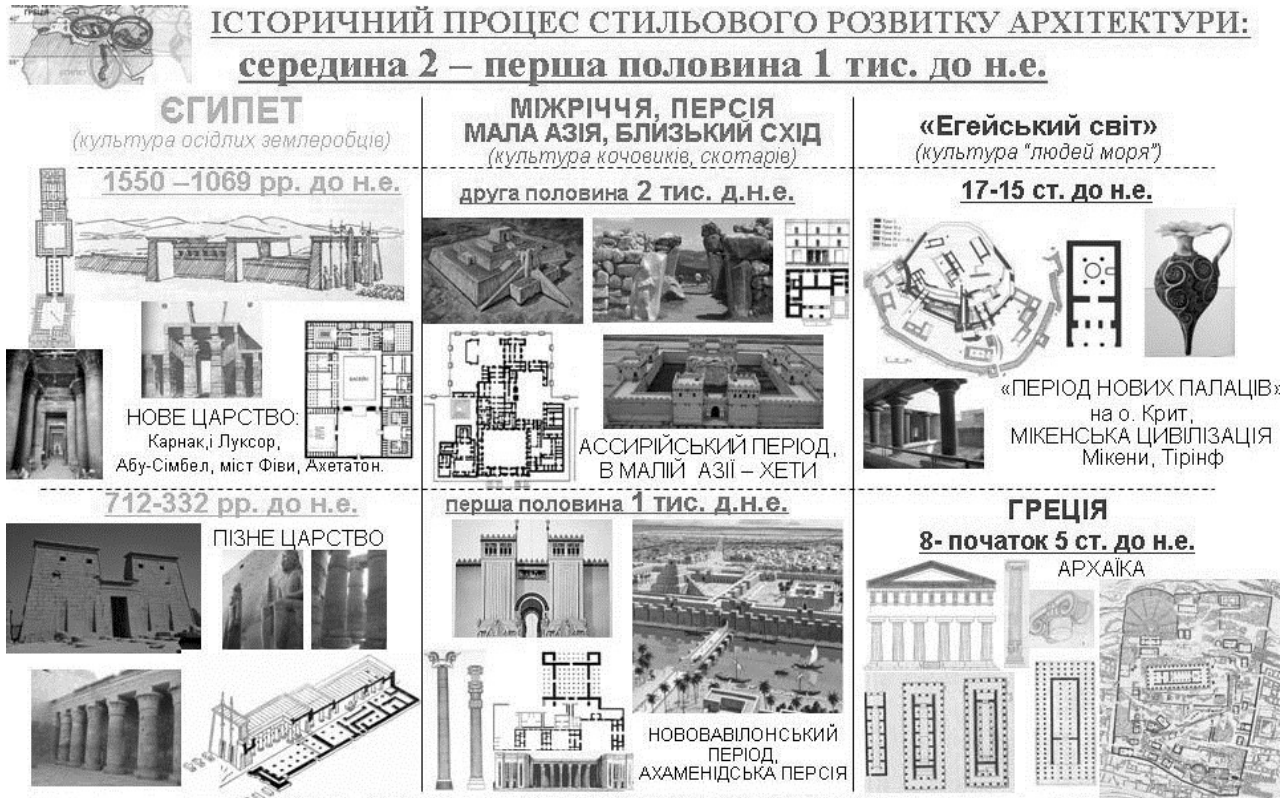 ГРЕЦІЯ
ЄГИПЕТ
ІСТОРИЧНИЙ ПРОЦЕС СТИЛЬОВОГО РОЗВИТКУ АРХІТЕКТУРИ:
середина 2 – перша половина 1 тис. до н.е.
ЄГИПЕТ
(культура осідлих землеробців)
1550 –1069 рр. до н.е.
БАСЕЙН
НОВЕ ЦАРСТВО:
Карнак,і Луксор,
Абу-Сімбел, міст Фіви, Ахетатон.
712-332 рр. до н.е.
ПІЗНЕ ЦАРСТВО
МІЖРІЧЧЯ, ПЕРСІЯ
МАЛА АЗІЯ, БЛИЗЬКИЙ СХІД
(культура кочовиків, скотарів)
друга половина 2 тис. д.н.е.
АССИРІЙСЬКИЙ ПЕРІОД,
В МАЛІЙ АЗІЇ – ХЕТИ
перша половина 1 тис. д.н.е.
НОВОВАВІЛОНСЬКИЙ
ПЕРІОД,
АХАМЕНІДСЬКА ПЕРСІЯ
«Егейський світ»
(культура "людей моря")
17-15 ст. до н.е.
«ПЕРІОД НОВИХ ПАЛАЦІВ»
на о. Крит,
МІКЕНСЬКА ЦИВІЛІЗАЦІЯ
Мікени, Тірінф
ГРЕЦІЯ
8- початок 5 ст. до н.е.
АРХАЇКА